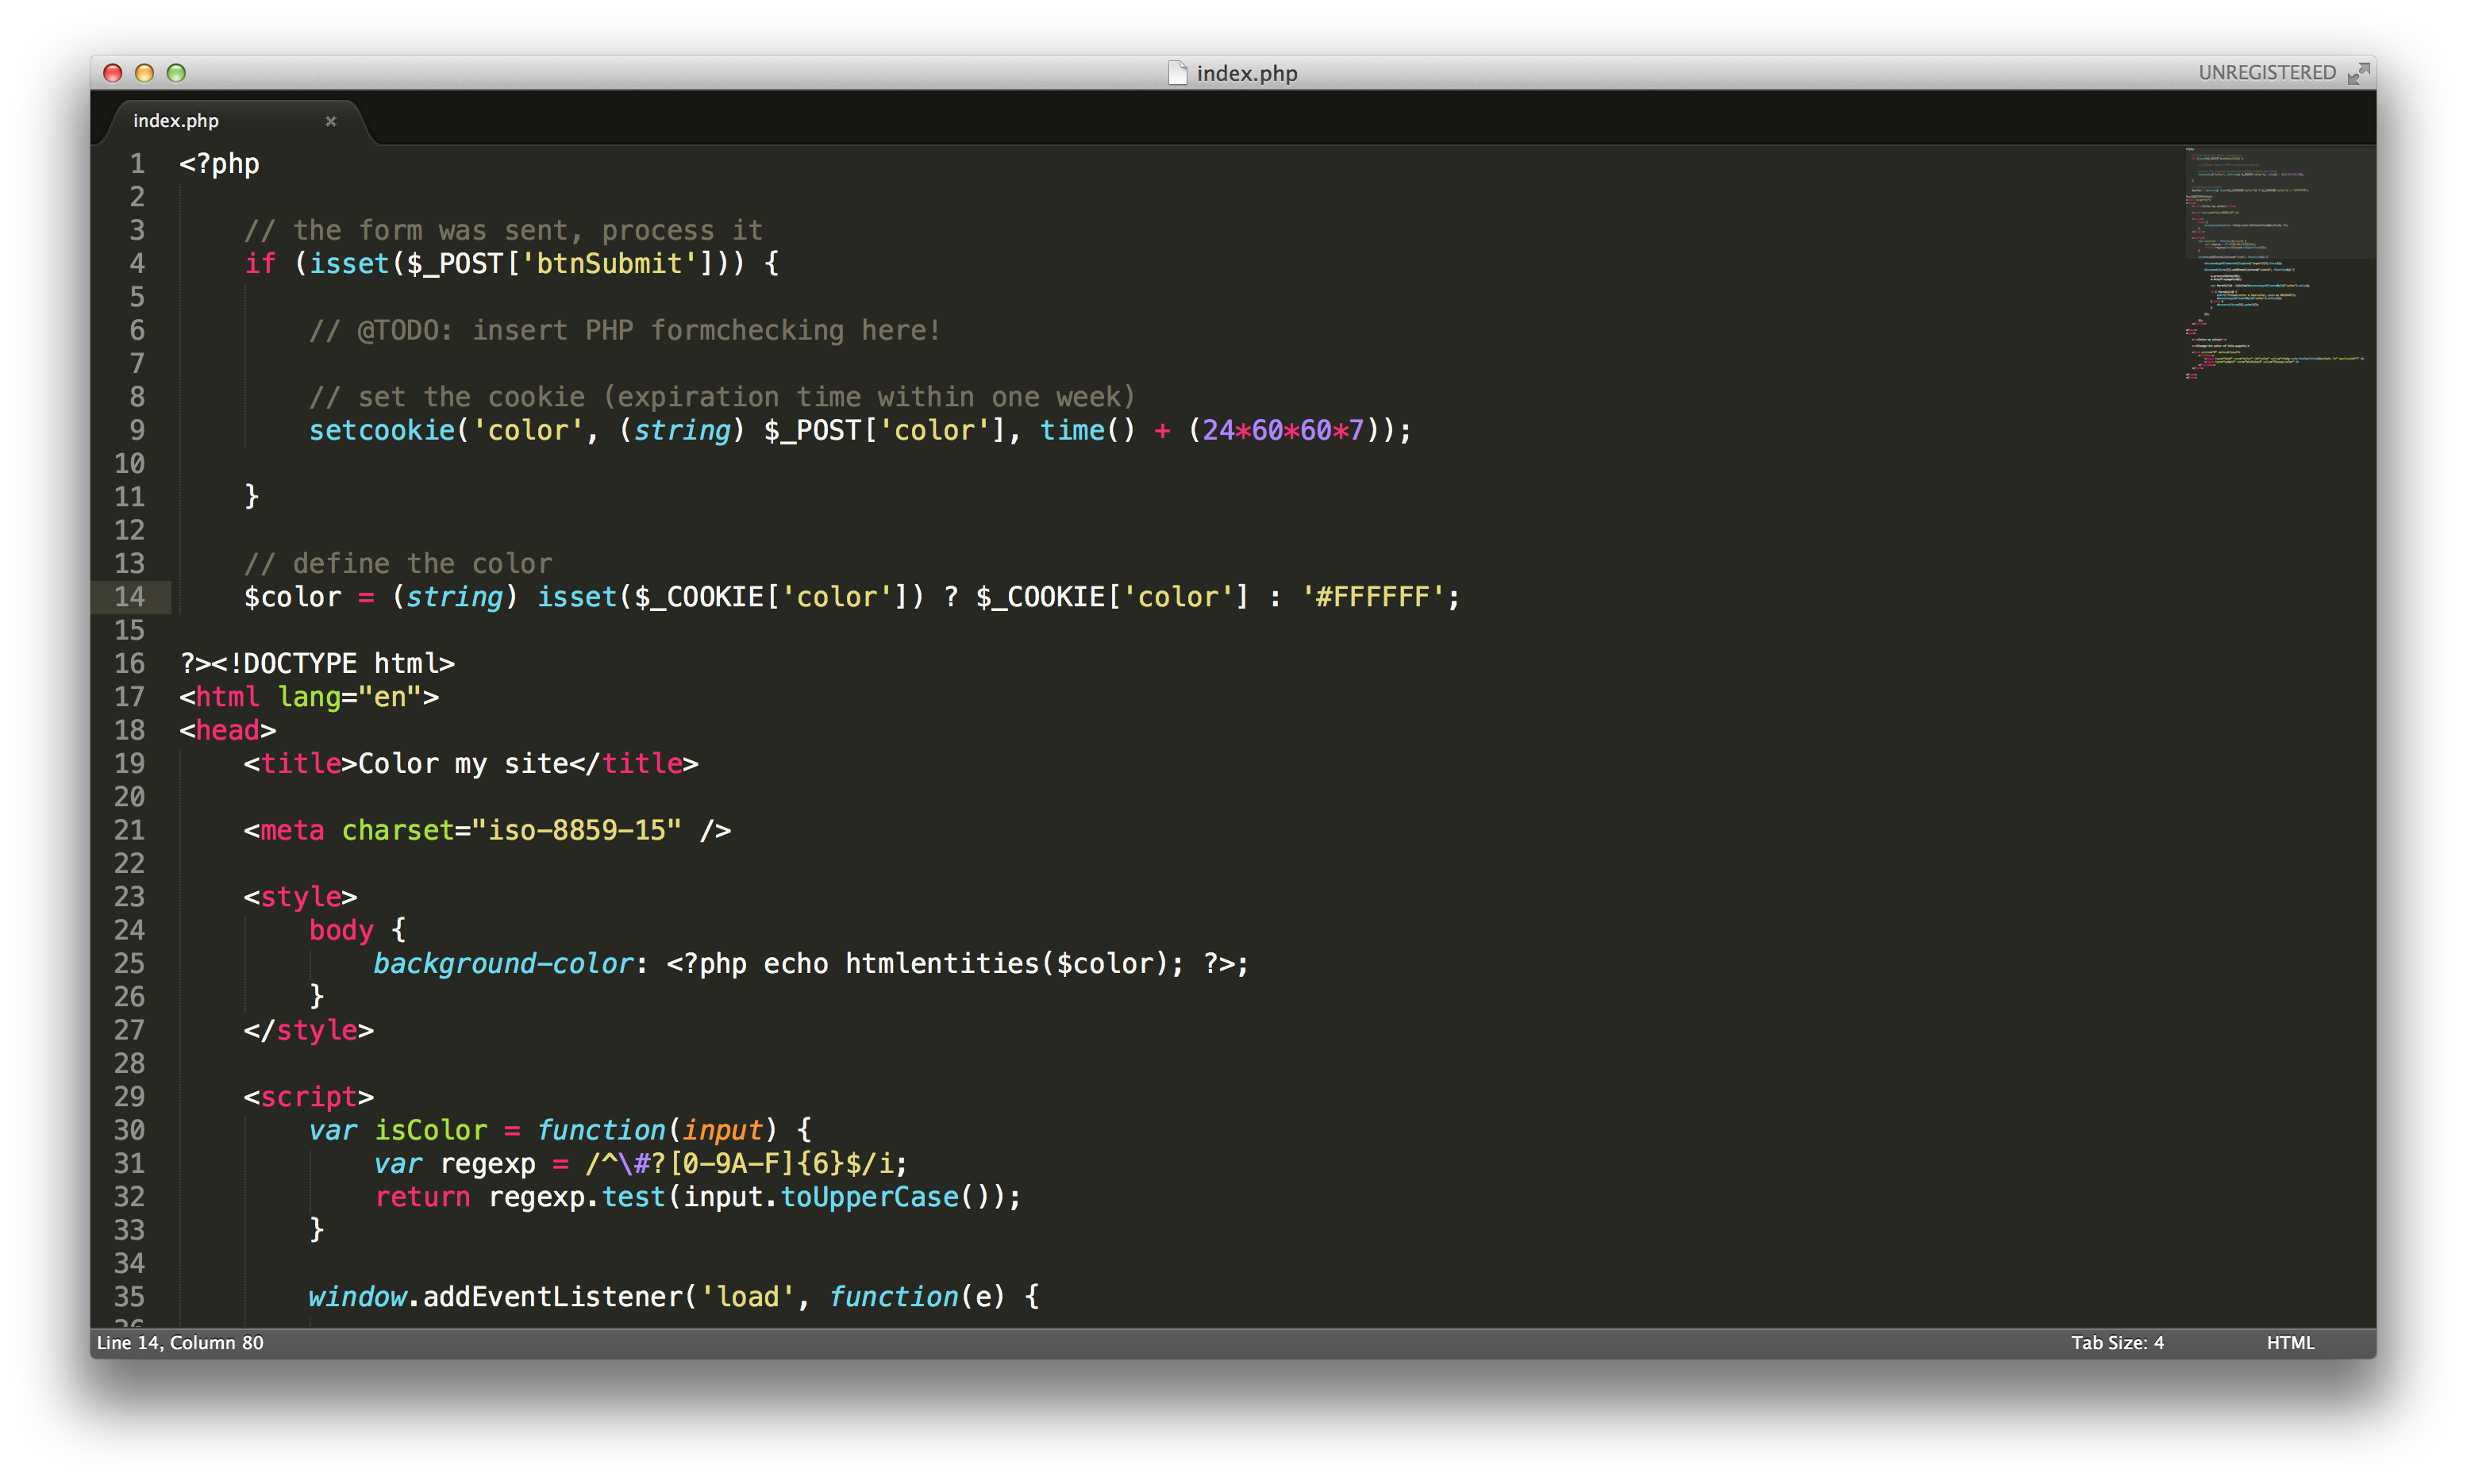 index.php
UNREGISTERED
index.php
1 <?php
2
3 // the form was sent, process it
4 if (isset($_POST['btnSubmit'])) {
5
6 // @TODO: insert PHP formchecking here!
7
8 // set the cookie (expiration time within one week)
9 setcookie('color', (string) $_POST['color'], time() + (24*60*60*7));
10
11 }
12
13 // define the color
14 $color = (string) isset($_COOKIE['color']) ? $_COOKIE['color'] : '#FFFFFF';
15
16 ?><!DOCTYPE html>
17 <html lang="en">
18 <head>
19 <title>Color my site</title>
20
21 <meta charset="iso-8859-15" />
22
23 <style>
24 body {
25 background-color: <?php echo htmlentities($color); ?>;
26 }
27 </style>
28
29 <script>
30 var isColor = function(input) {
31 var regexp = /^\#?[0-9A-F]{6}$/i;
32 return regexp.test(input.toUpperCase());
33 }
34
35 window.addEventListener('load', function(e) {
36
Line 14, Column 80
Tab Size: 4
HTML